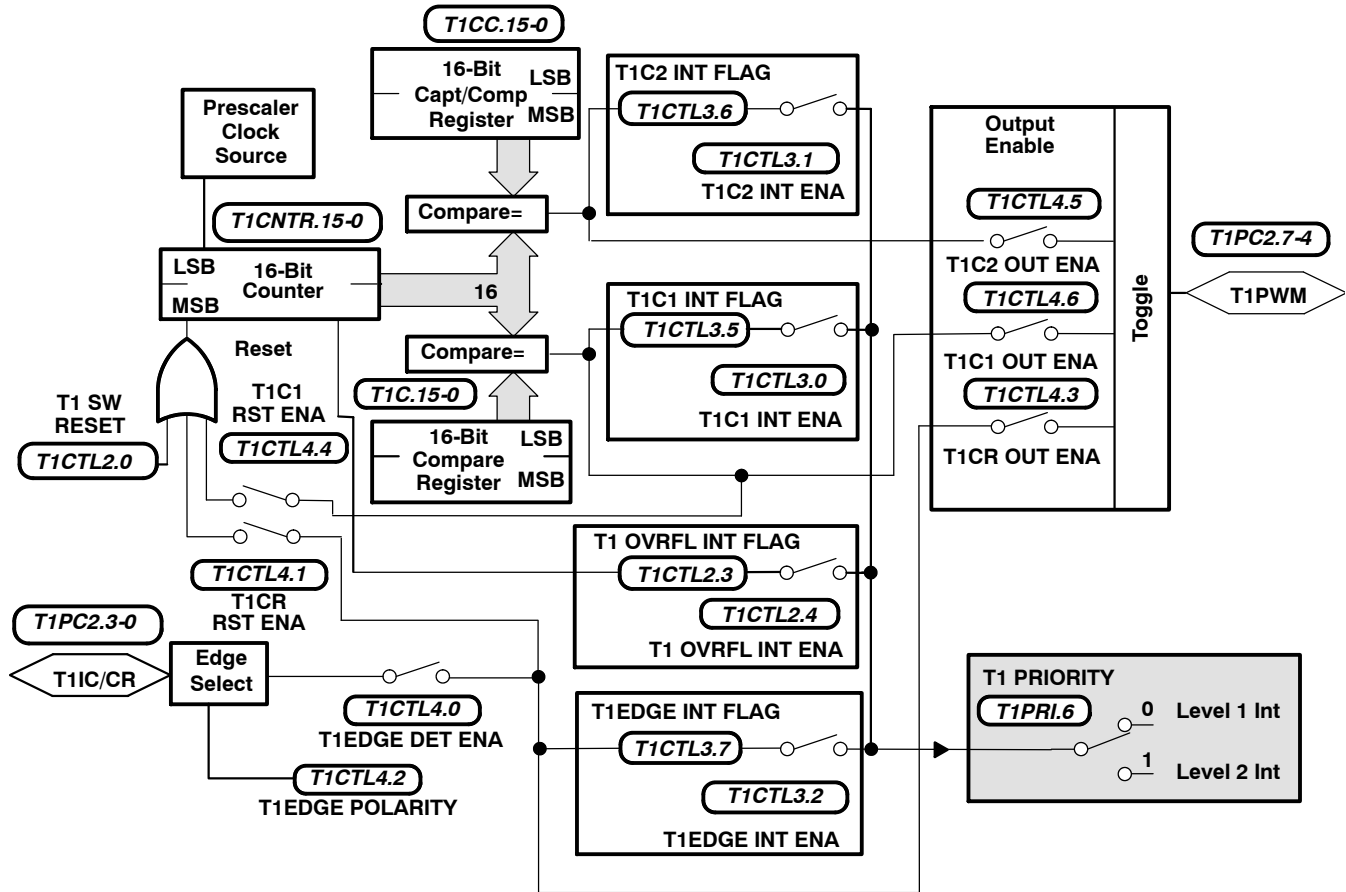 T1CC.15-0
16-Bit
Capt/Comp
Register
LSB
MSB
Prescaler
Clock
Source
T1CNTR.15-0
LSB
MSB
16-Bit
Counter
16
Compare=
Compare=
T1C2 INT FLAG
T1CTL3.6
T1CTL3.1
T1C2 INT ENA
T1C1 INT FLAG
T1CTL3.5
T1CTL3.0
T1C1 INT ENA
Output
Enable
T1CTL4.5
T1C2 OUT ENA
T1CTL4.6
T1C1 OUT ENA
T1CTL4.3
T1CR OUT ENA
Toggle
T1PC2.7-4
T1PWM
Reset
T1C1
RST ENA
T1CTL4.4
T1 SW
RESET
T1CTL2.0
T1C.15-0
16-Bit
Compare
Register
LSB
MSB
T1CTL4.1
T1CR
RST ENA
T1 OVRFL INT FLAG
T1CTL2.3
T1CTL2.4
T1 OVRFL INT ENA
T1PC2.3-0
T1IC/CR
Edge
Select
T1CTL4.0
T1EDGE DET ENA
T1CTL4.2
T1EDGE POLARITY
T1EDGE INT FLAG
T1CTL3.7
T1CTL3.2
T1EDGE INT ENA
T1 PRIORITY
T1PRI.6
0
Level 1 Int
1
Level 2 Int